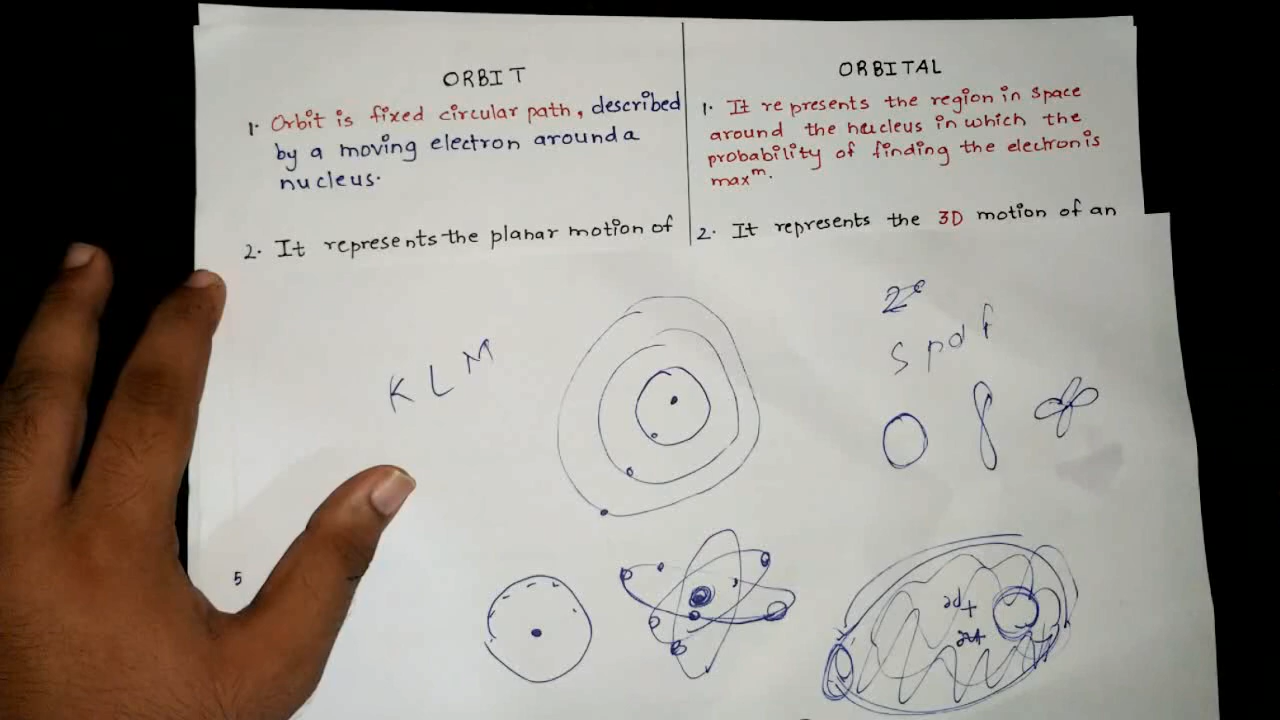 ORBIT
1. Orbit is fixed circular path, described
by a moving electron around a
nucleus.
2. It represents the planar motion of
ORBITAL
1. It represents the region in space
around the nucleus in which the
probability of finding the electron is
maxᵐ.
2. It represents the 3D motion of an
K L M
2e
s p d f
5